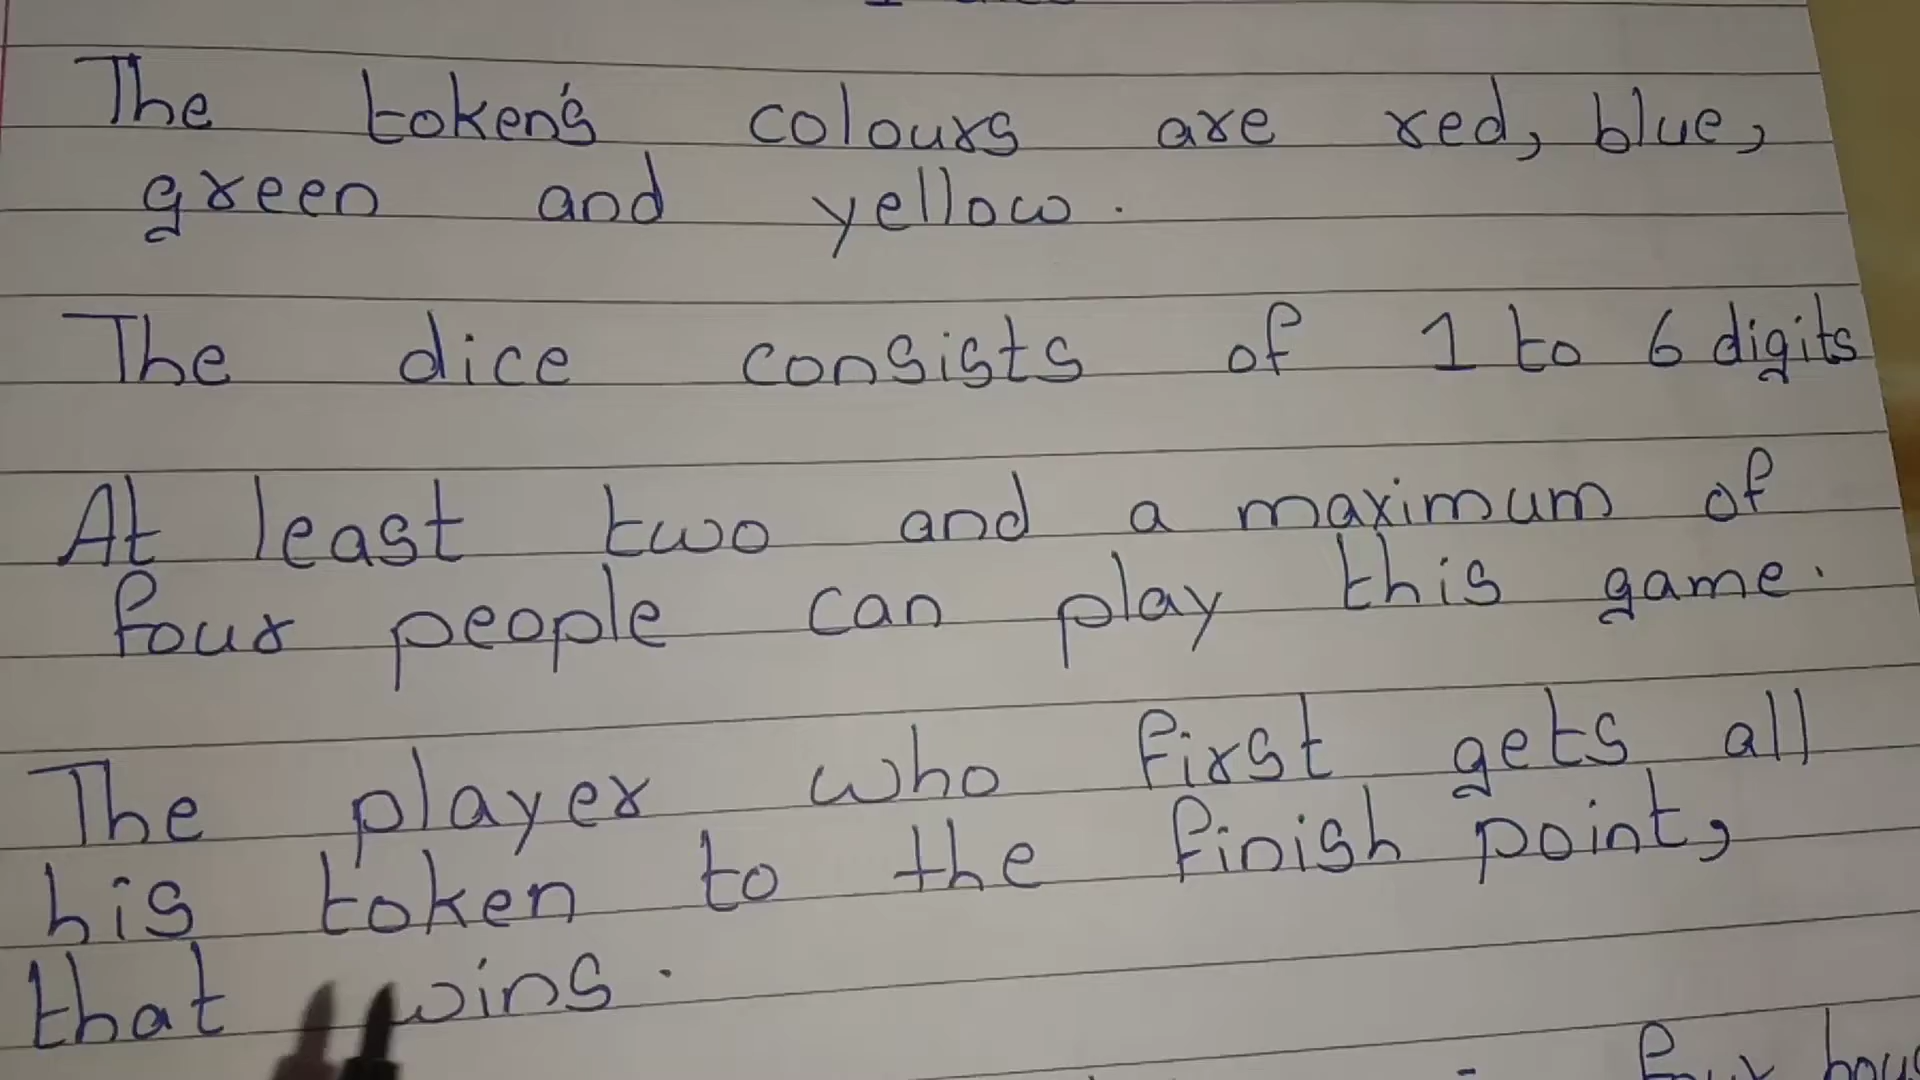 The token's colours are red, blue,
green and yellow.
The dice consists of 1 to 6 digits
At least two and a maximum of
four people can play this game.
The player who first gets all
his token to the finish point,
that wins.
four